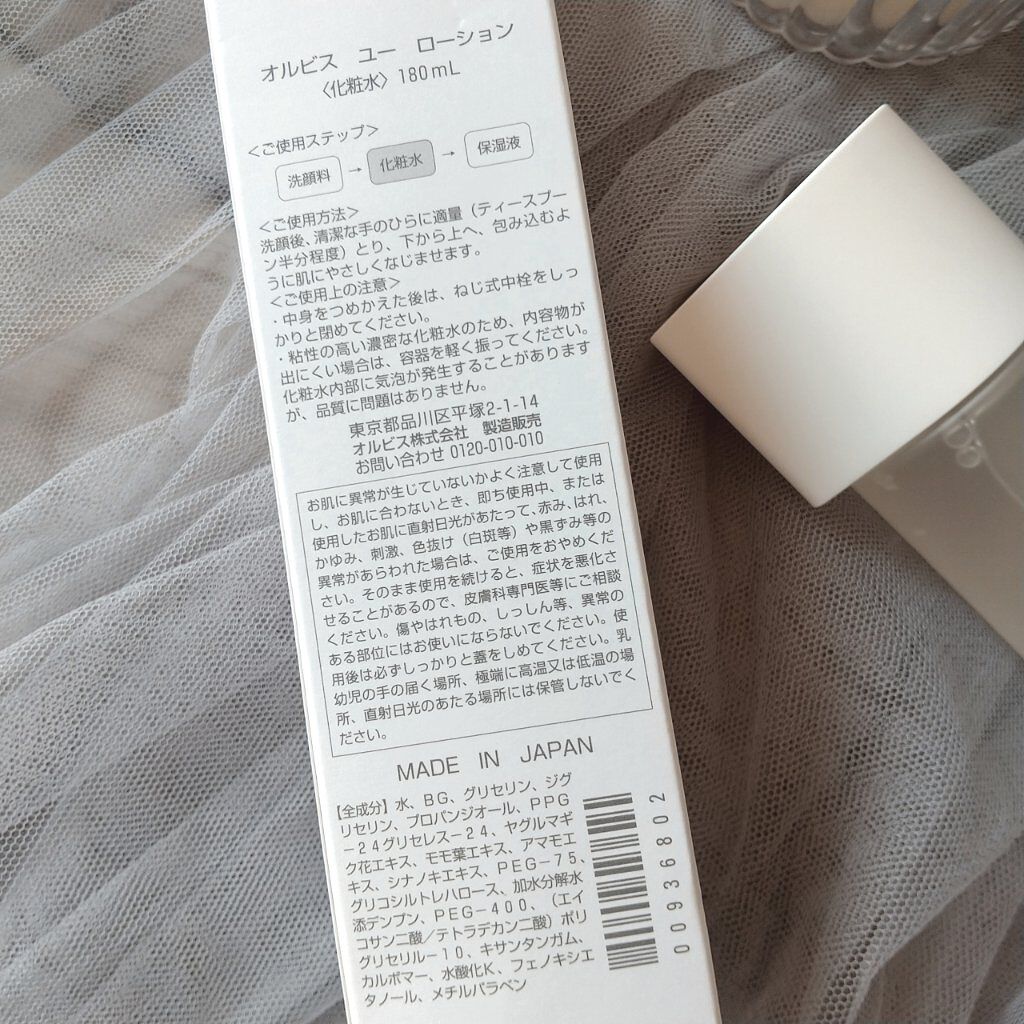 オルビス　ユー　ローション
〈化粧水〉180mL
＜ご使用ステップ＞
洗顔料 → 化粧水 → 保湿液
＜ご使用方法＞
洗顔後、清潔な手のひらに適量（ティースプー
ン半分程度）とり、下から上へ、包み込むよ
うに肌にやさしくなじませます。
＜ご使用上の注意＞
・中身をつめかえた後は、ねじ式中栓をしっ
かりと閉めてください。
・粘性の高い濃密な化粧水のため、内容物が
出にくい場合は、容器を軽く振ってください。
化粧水内部に気泡が発生することがあります
が、品質に問題はありません。
東京都品川区平塚2-1-14
オルビス株式会社　製造販売
お問い合わせ 0120-010-010
お肌に異常が生じていないかよく注意して使用
し、お肌に合わないとき、即ち使用中、または
使用したお肌に直射日光があたって、赤み、はれ、
かゆみ、刺激、色抜け（白斑等）や黒ずみ等の
異常があらわれた場合は、ご使用をおやめくだ
さい。そのまま使用を続けると、症状を悪化さ
せることがあるので、皮膚科専門医等にご相談
ください。傷やはれもの、しっしん等、異常の
ある部位にはお使いにならないでください。使
用後は必ずしっかりと蓋をしめてください。乳
幼児の手の届く場所、極端に高温又は低温の場
所、直射日光のあたる場所には保管しないでく
ださい。
MADE IN JAPAN
【全成分】水、BG、グリセリン、ジグ
リセリン、プロパンジオール、PPG
－24グリセレス－24、ヤグルマギ
ク花エキス、モモ葉エキス、アマモエ
キス、シナノキエキス、PEG－75、
グリコシルトレハロース、加水分解水
添デンプン、PEG－400、（エイ
コサン二酸／テトラデカン二酸）ポリ
グリセリル－10、キサンタンガム、
カルボマー、水酸化K、フェノキシエ
タノール、メチルパラベン
00936802